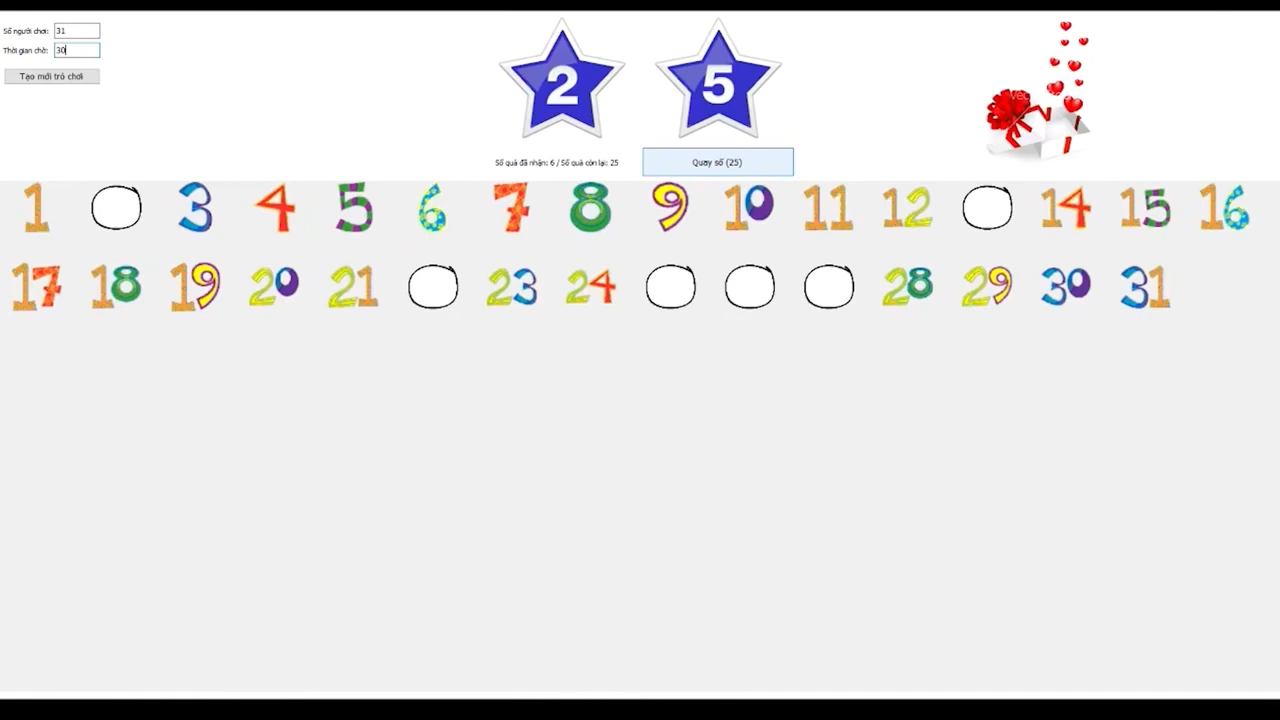 Số người chơi: 31
Thời gian chờ: 30
Tạo mới trò chơi
2 5
Số quà đã nhận: 6 / Số quà còn lại: 25
Quay số (25)
1 3 4 5 6 7 8 9 10 11 12 14 15 16
17 18 19 20 21 23 24 28 29 30 31